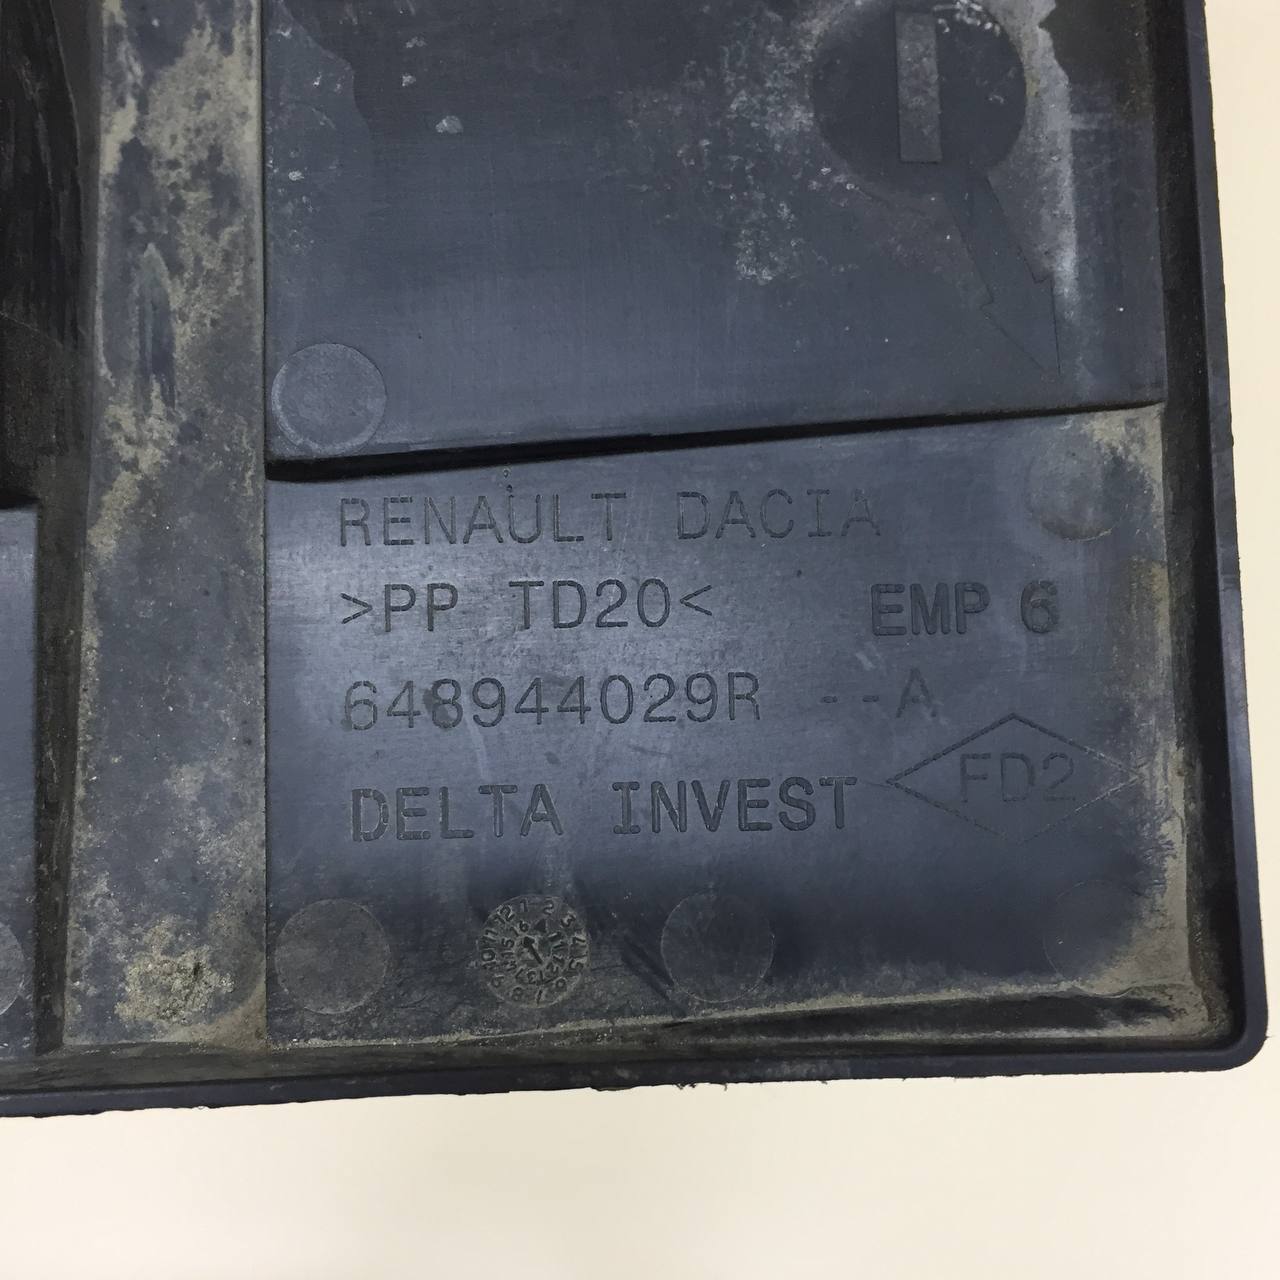 RENAULT DACIA
>PP TD20< EMP 6
648944029R --A
DELTA INVEST FD2